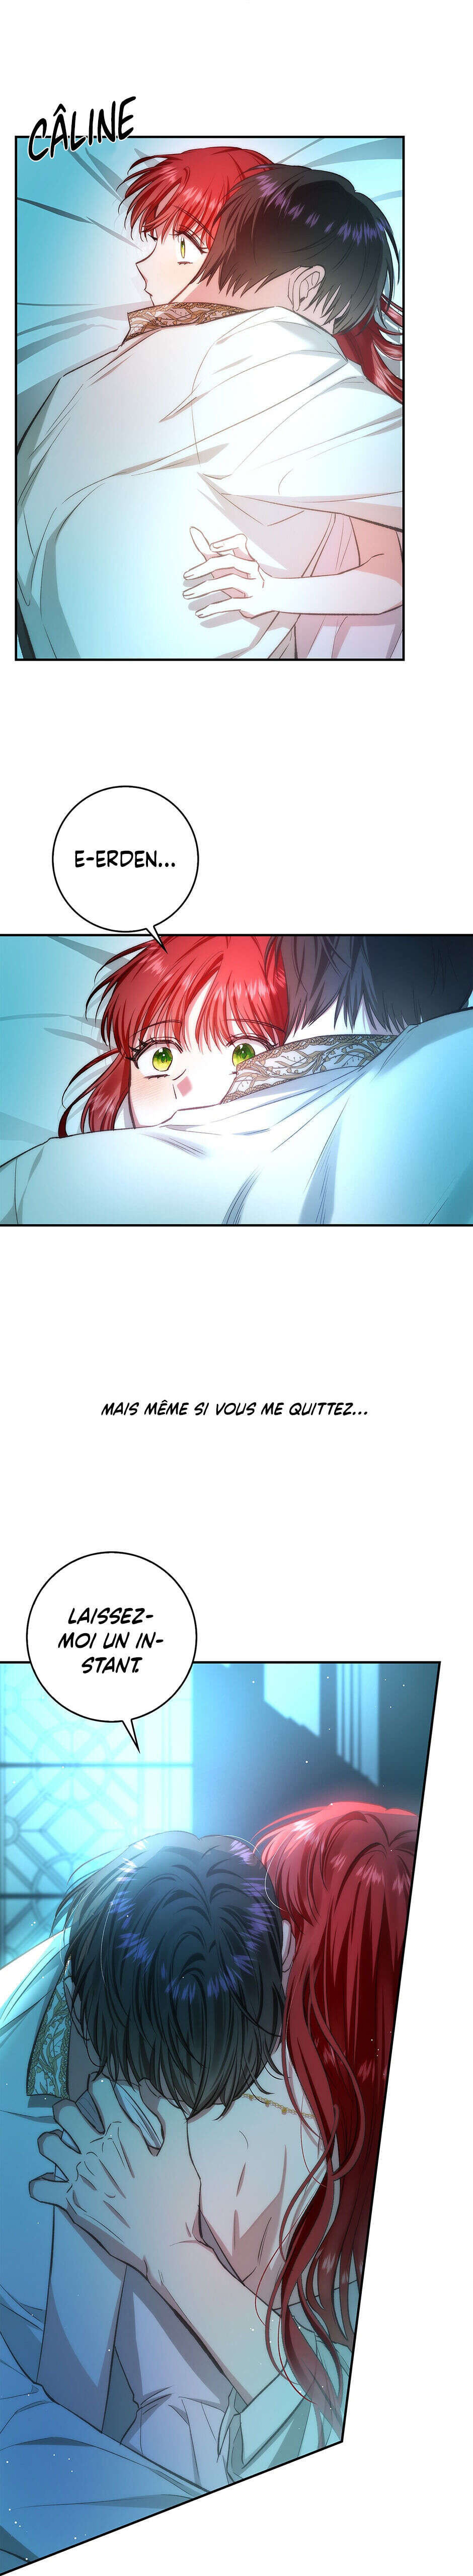 CÂLINE
E-ERDEN...
MAIS MÊME SI VOUS ME QUITTEZ...
LAISSEZ-
MOI UN IN-
STANT.